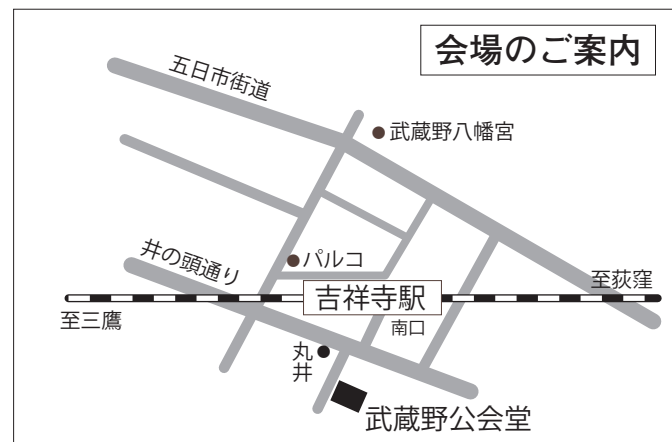 会場のご案内
五日市街道
武蔵野八幡宮
井の頭通り
パルコ
至荻窪
吉祥寺駅
至三鷹
南口
丸井
武蔵野公会堂